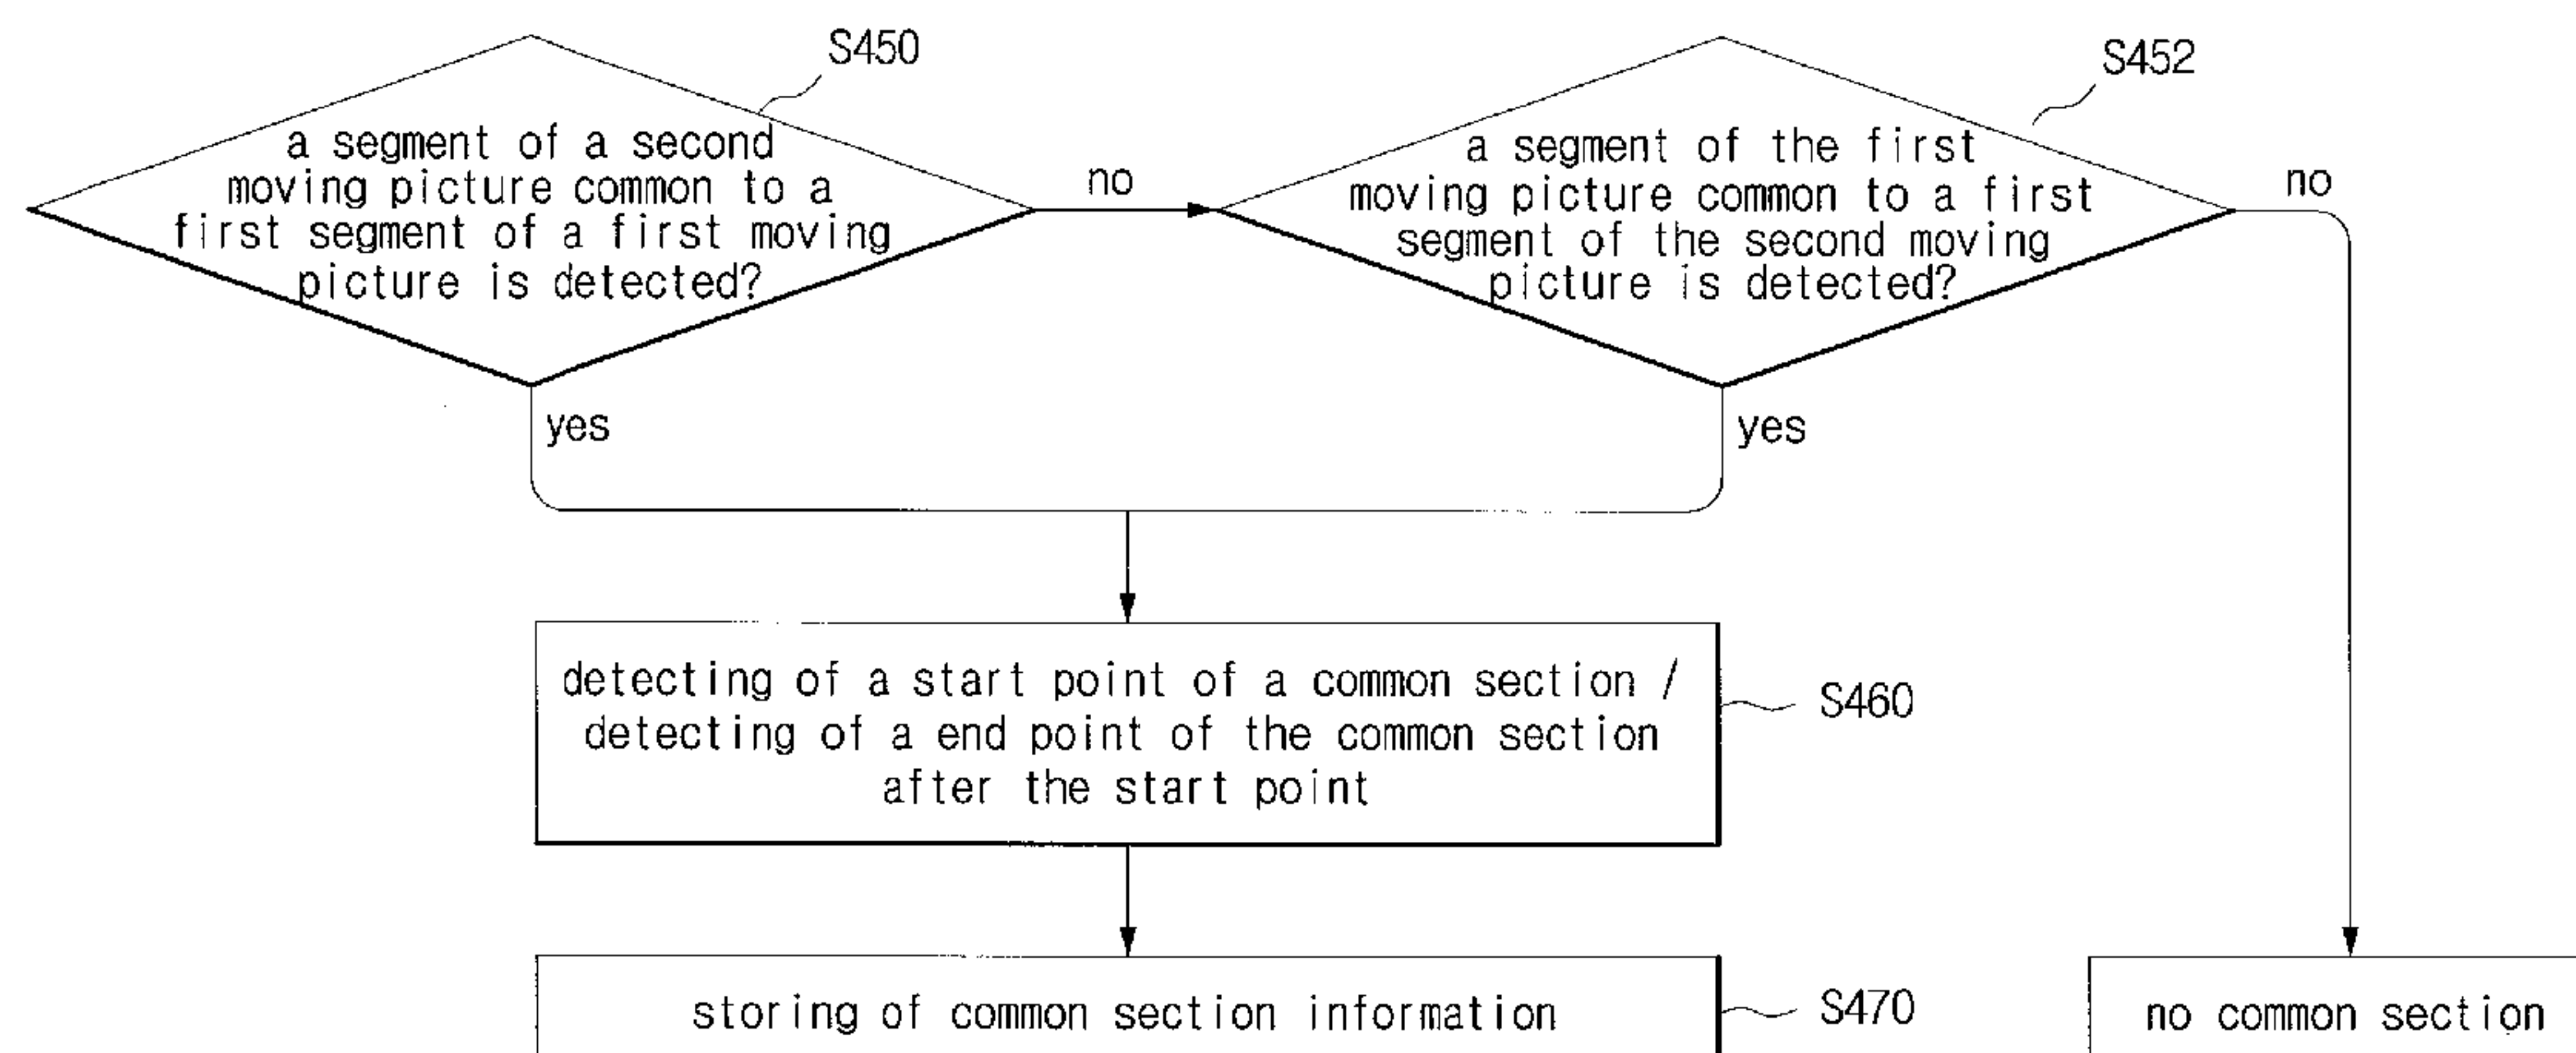 S450
a segment of a second
moving picture common to a
first segment of a first moving
picture is detected?
no
S452
a segment of the first
moving picture common to a first
segment of the second moving
picture is detected?
no
yes
yes
detecting of a start point of a common section /
detecting of a end point of the common section
after the start point
S460
storing of common section information
S470
no common section